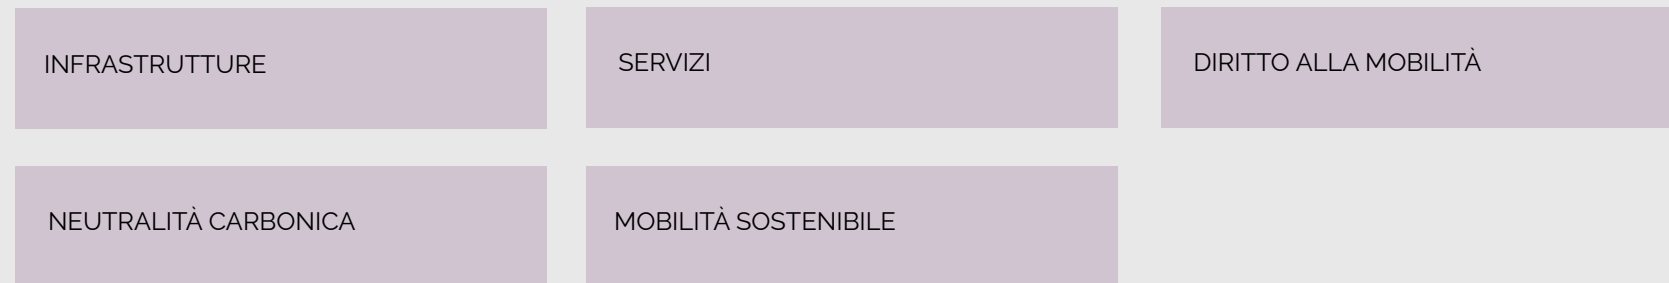 INFRASTRUTTURE
SERVIZI
DIRITTO ALLA MOBILITÀ
NEUTRALITÀ CARBONICA
MOBILITÀ SOSTENIBILE